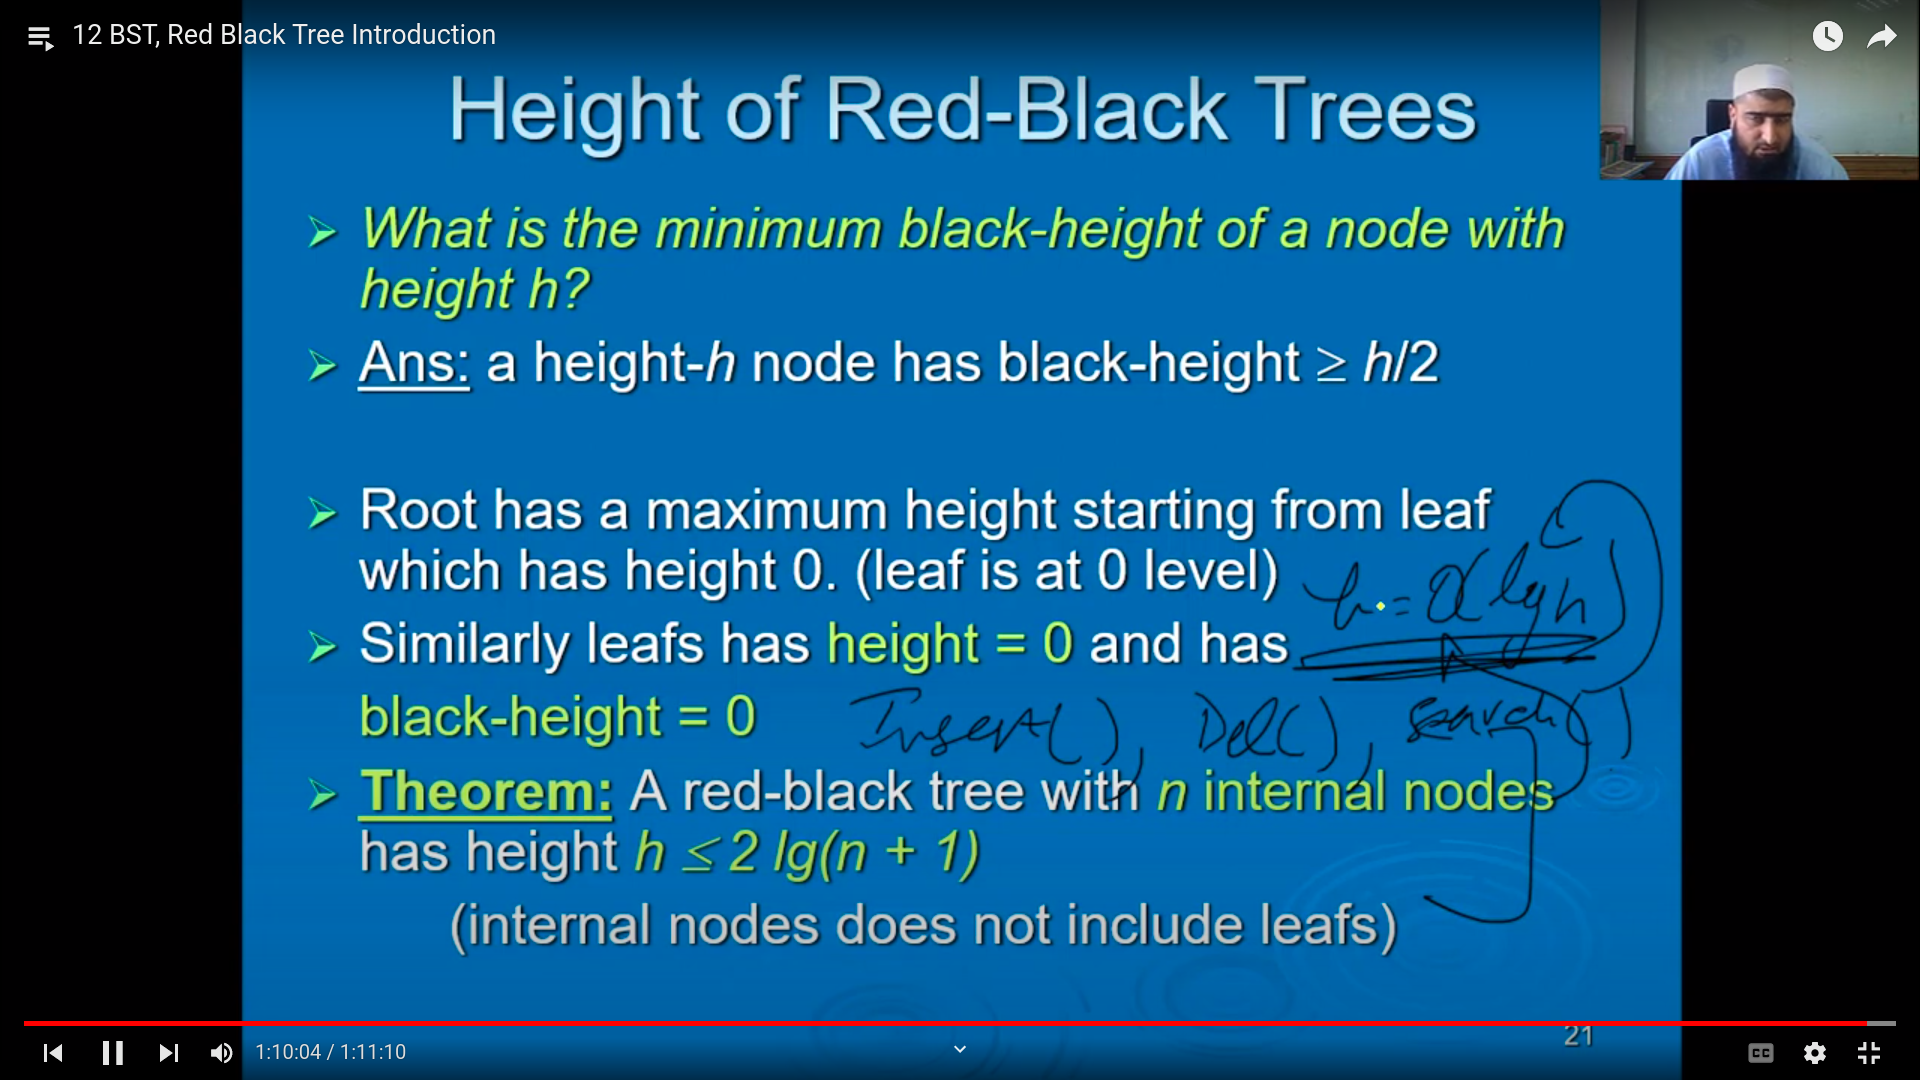 12 BST, Red Black Tree Introduction
Height of Red-Black Trees
➢ What is the minimum black-height of a node with
height h?
➢ Ans: a height-h node has black-height ≥ h/2
➢ Root has a maximum height starting from leaf
which has height 0. (leaf is at 0 level)
h = O(lg n)
➢ Similarly leafs has height = 0 and has
black-height = 0
Insert(), Del(), search()
➢ Theorem: A red-black tree with n internal nodes
has height h ≤ 2 lg(n + 1)
(internal nodes does not include leafs)
21
1:10:04 / 1:11:10
CC